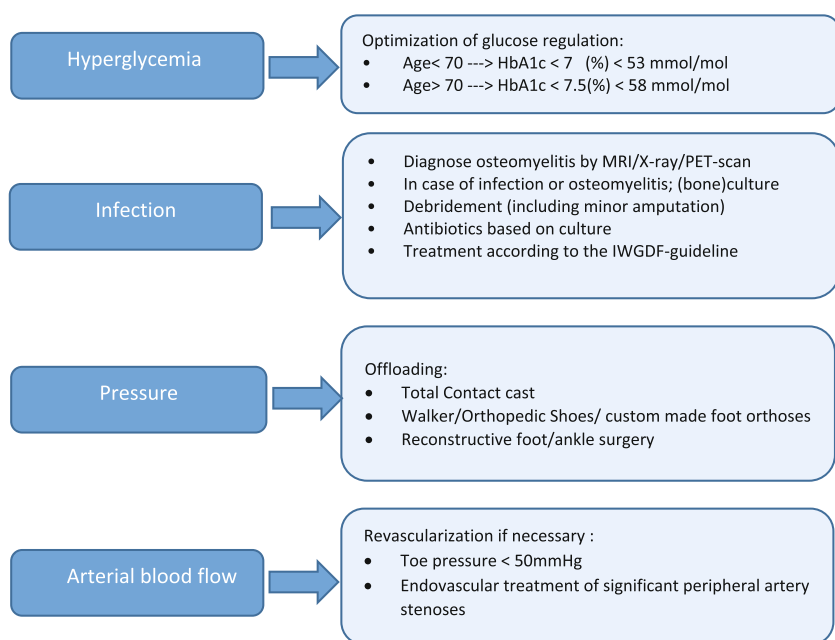 Hyperglycemia
Optimization of glucose regulation:
• Age< 70 ---> HbA1c < 7 (%) < 53 mmol/mol
• Age> 70 ---> HbA1c < 7.5(%) < 58 mmol/mol
Infection
• Diagnose osteomyelitis by MRI/X-ray/PET-scan
• In case of infection or osteomyelitis; (bone)culture
• Debridement (including minor amputation)
• Antibiotics based on culture
• Treatment according to the IWGDF-guideline
Pressure
Offloading:
• Total Contact cast
• Walker/Orthopedic Shoes/ custom made foot orthoses
• Reconstructive foot/ankle surgery
Arterial blood flow
Revascularization if necessary :
• Toe pressure < 50mmHg
• Endovascular treatment of significant peripheral artery
stenoses